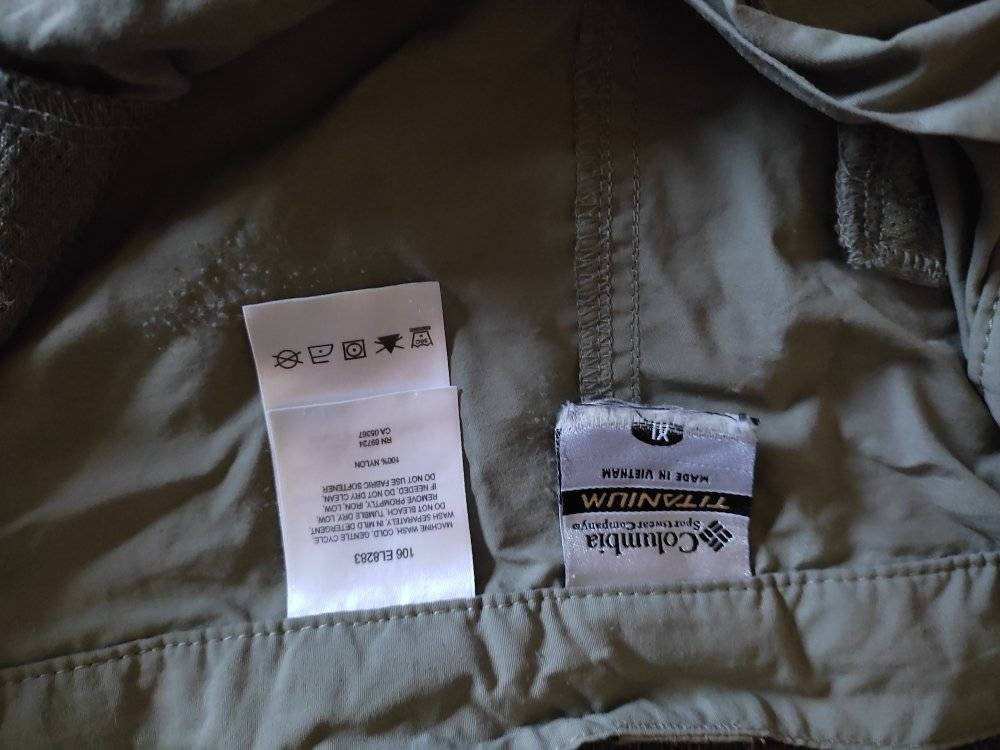 106 EL8283
MACHINE WASH, COLD, GENTLE CYCLE
WASH SEPARATELY, IN MILD DETERGENT.
DO NOT BLEACH, TUMBLE DRY, LOW,
REMOVE PROMPTLY, IRON, LOW,
IF NEEDED, DO NOT DRY CLEAN,
DO NOT USE FABRIC SOFTENER
100% NYLON
RN 69724
CA 05367
Columbia
Sportswear Company®
TITANIUM
MADE IN VIETNAM
XL